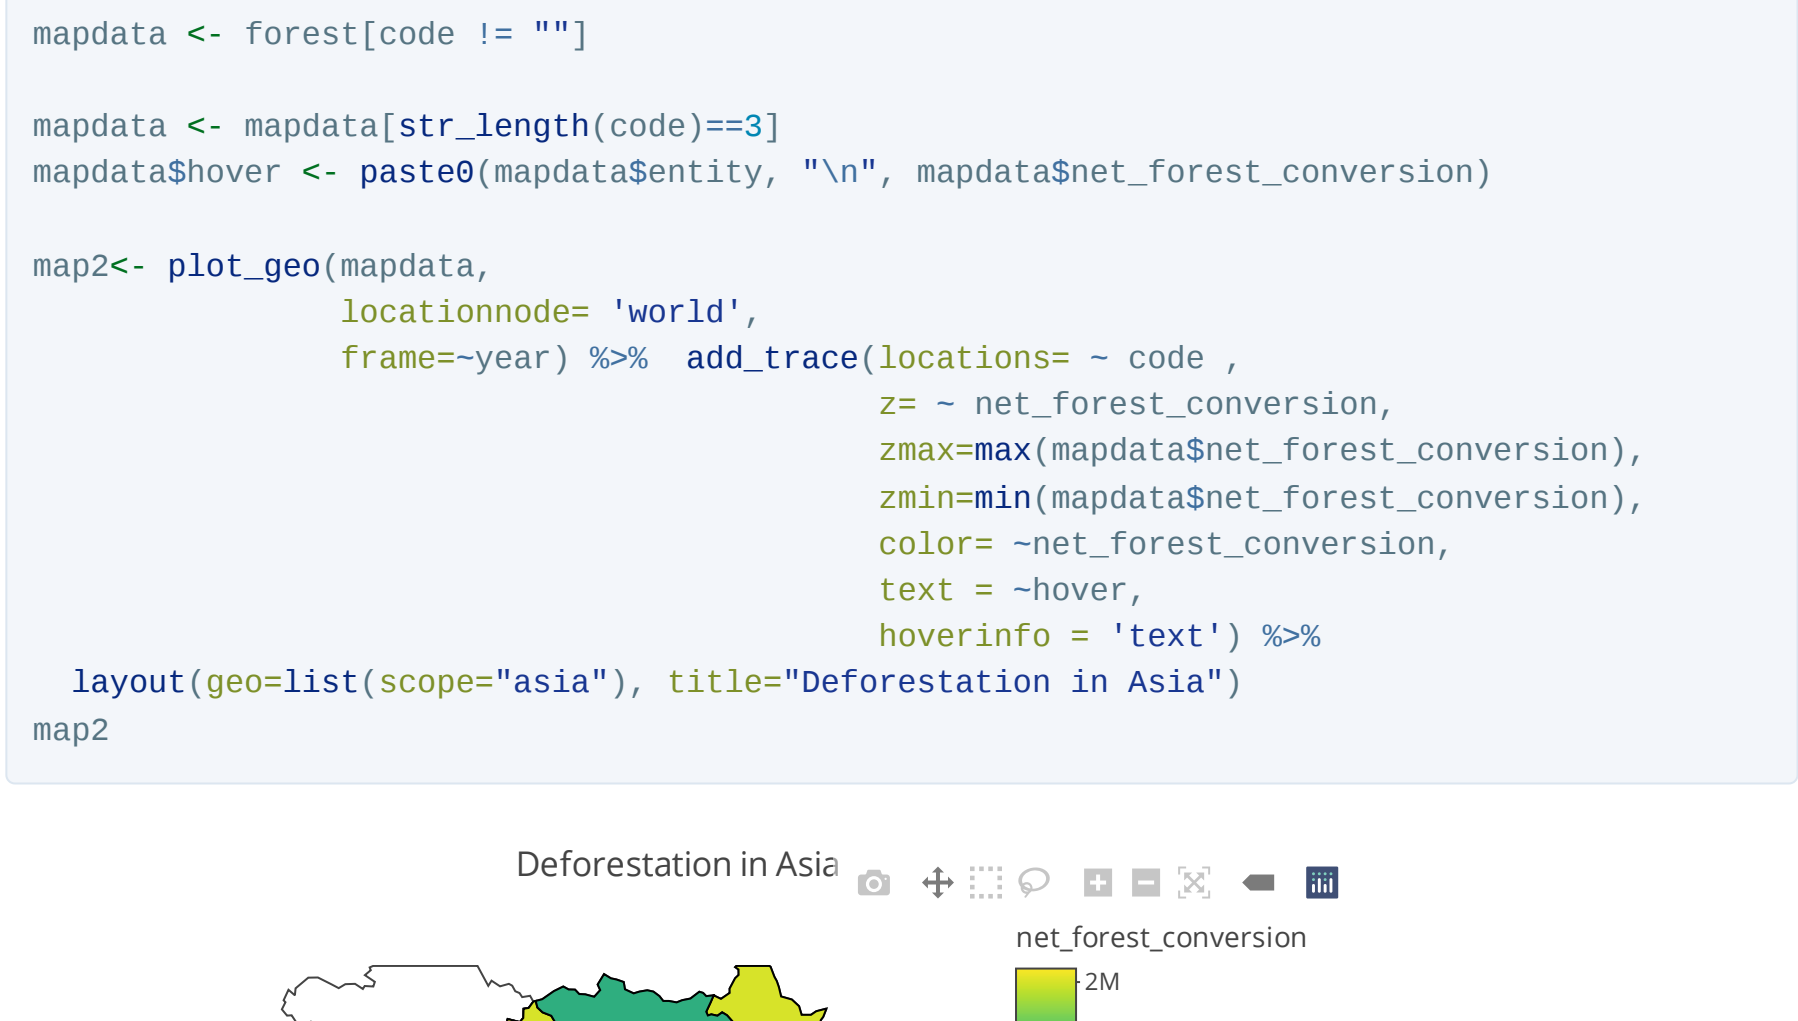 mapdata <- forest[code != ""]
mapdata <- mapdata[str_length(code)==3]
mapdata$hover <- paste0(mapdata$entity, "\n", mapdata$net_forest_conversion)
map2<- plot_geo(mapdata,
locationnode= 'world',
frame=~year) %>%  add_trace(locations= ~ code ,
z= ~ net_forest_conversion,
zmax=max(mapdata$net_forest_conversion),
zmin=min(mapdata$net_forest_conversion),
color= ~net_forest_conversion,
text = ~hover,
hoverinfo = 'text') %>%
layout(geo=list(scope="asia"), title="Deforestation in Asia")
map2
Deforestation in Asia
net_forest_conversion
2M